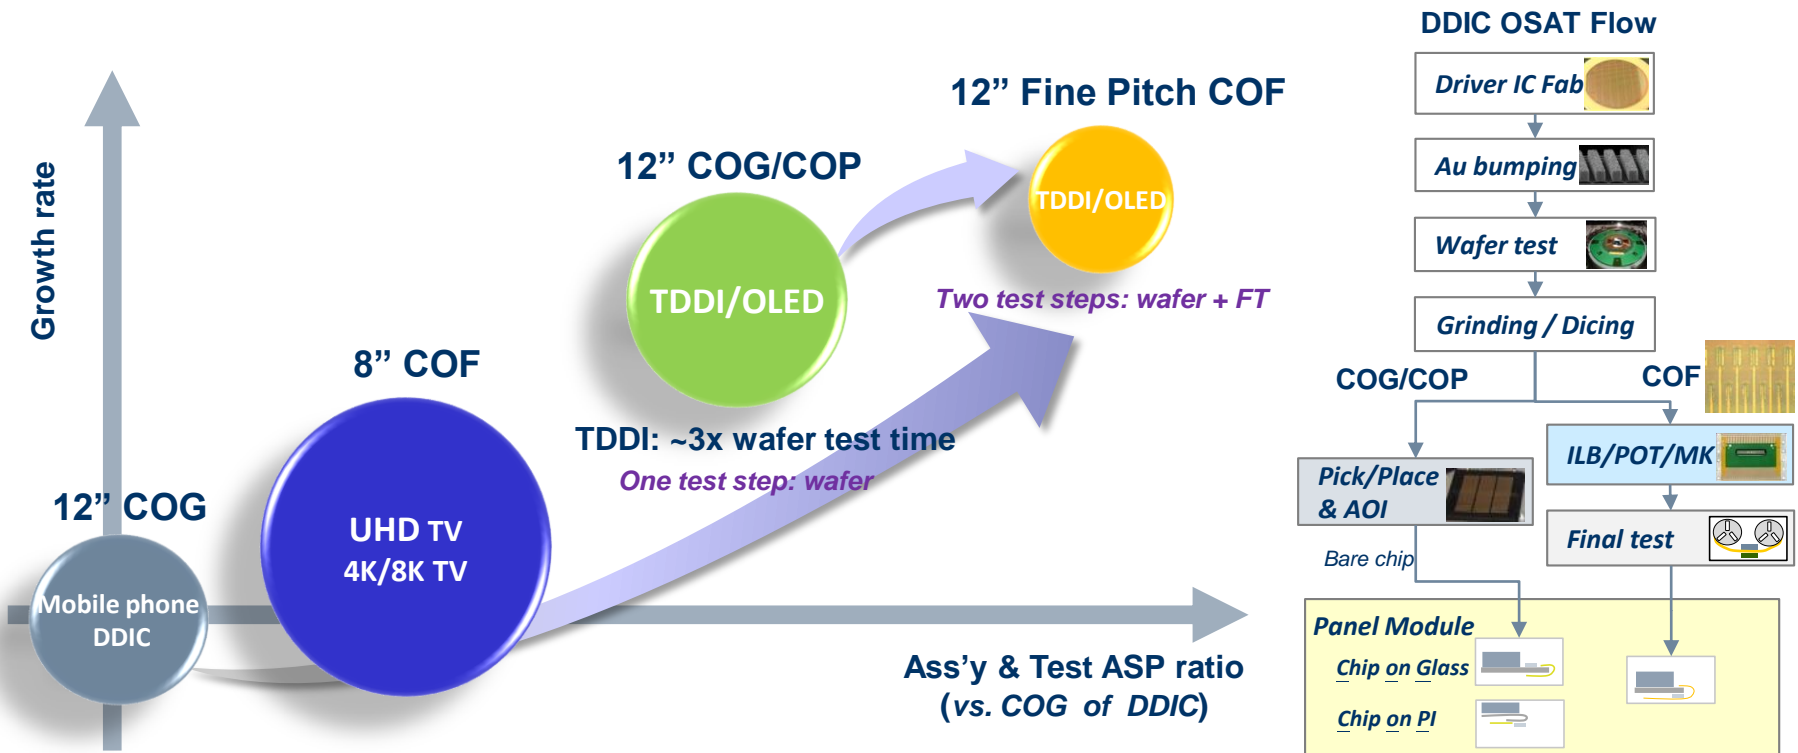 12” Fine Pitch COF
TDDI/OLED
Two test steps: wafer + FT
12” COG/COP
TDDI/OLED
TDDI: ~3x wafer test time
One test step: wafer
8” COF
UHD TV
4K/8K TV
12” COG
Mobile phone
DDIC
Growth rate
Ass’y & Test ASP ratio
(vs. COG of DDIC)
DDIC OSAT Flow
Driver IC Fab
Au bumping
Wafer test
Grinding / Dicing
COG/COP
COF
Pick/Place
& AOI
Bare chip
ILB/POT/MK
Final test
Panel Module
Chip on Glass
Chip on PI